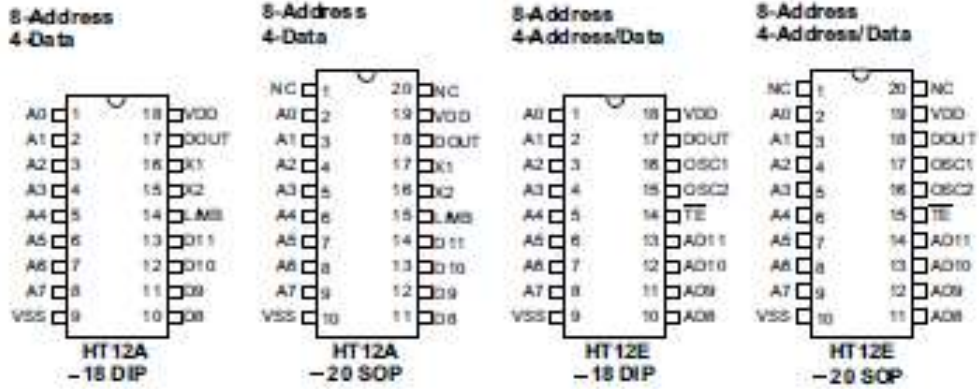 8-Address
4-Data
A0 1 18 VDD
A1 2 17 DOUT
A2 3 16 X1
A3 4 15 X2
A4 5 14 L/MB
A5 6 13 D11
A6 7 12 D10
A7 8 11 D9
VSS 9 10 D8
HT12A
–18 DIP
8-Address
4-Data
NC 1 20 NC
A0 2 19 VDD
A1 3 18 DOUT
A2 4 17 X1
A3 5 16 X2
A4 6 15 L/MB
A5 7 14 D11
A6 8 13 D10
A7 9 12 D9
VSS 10 11 D8
HT12A
–20 SOP
8-Address
4-Address/Data
A0 1 18 VDD
A1 2 17 DOUT
A2 3 16 OSC1
A3 4 15 OSC2
A4 5 14 TE
A5 6 13 AD11
A6 7 12 AD10
A7 8 11 AD9
VSS 9 10 AD8
HT12E
–18 DIP
8-Address
4-Address/Data
NC 1 20 NC
A0 2 19 VDD
A1 3 18 DOUT
A2 4 17 OSC1
A3 5 16 OSC2
A4 6 15 TE
A5 7 14 AD11
A6 8 13 AD10
A7 9 12 AD9
VSS 10 11 AD8
HT12E
–20 SOP